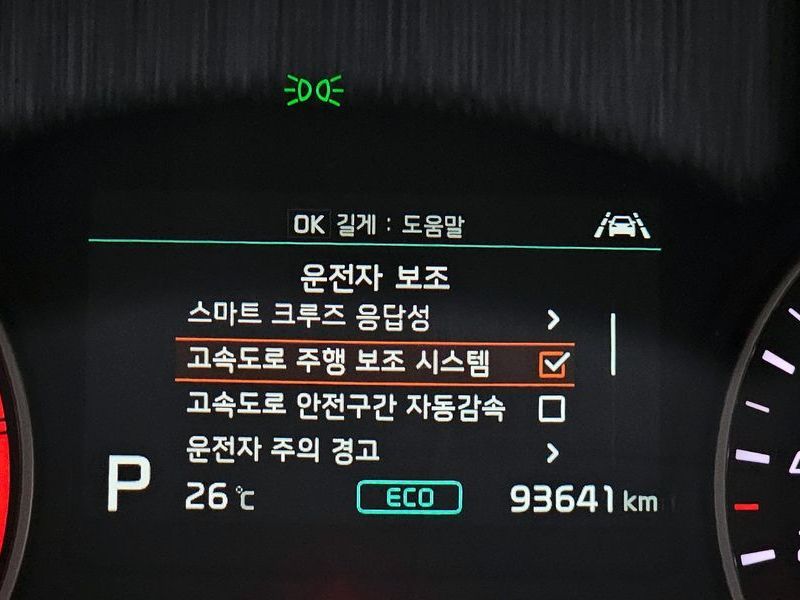 OK 길게 : 도움말
운전자 보조
스마트 크루즈 응답성
고속도로 주행 보조 시스템
고속도로 안전구간 자동감속
운전자 주의 경고
P 26°C ECO 93641 km